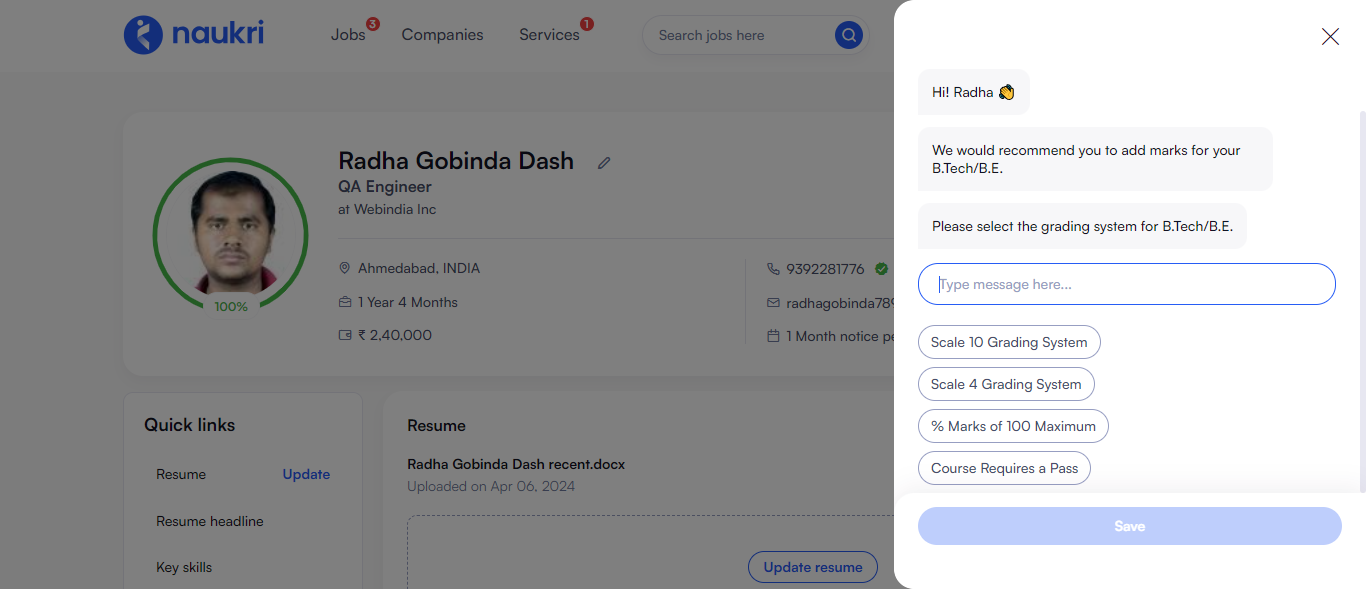 naukri
Jobs 3
Companies
Services 1
Search jobs here
Radha Gobinda Dash
QA Engineer
at Webindia Inc
100%
Ahmedabad, INDIA
1 Year 4 Months
₹ 2,40,000
9392281776
radhagobinda789
1 Month notice pe
Quick links
Resume Update
Resume headline
Key skills
Resume
Radha Gobinda Dash recent.docx
Uploaded on Apr 06, 2024
Update resume
Hi! Radha 👏
We would recommend you to add marks for your
B.Tech/B.E.
Please select the grading system for B.Tech/B.E.
Type message here...
Scale 10 Grading System
Scale 4 Grading System
% Marks of 100 Maximum
Course Requires a Pass
Save